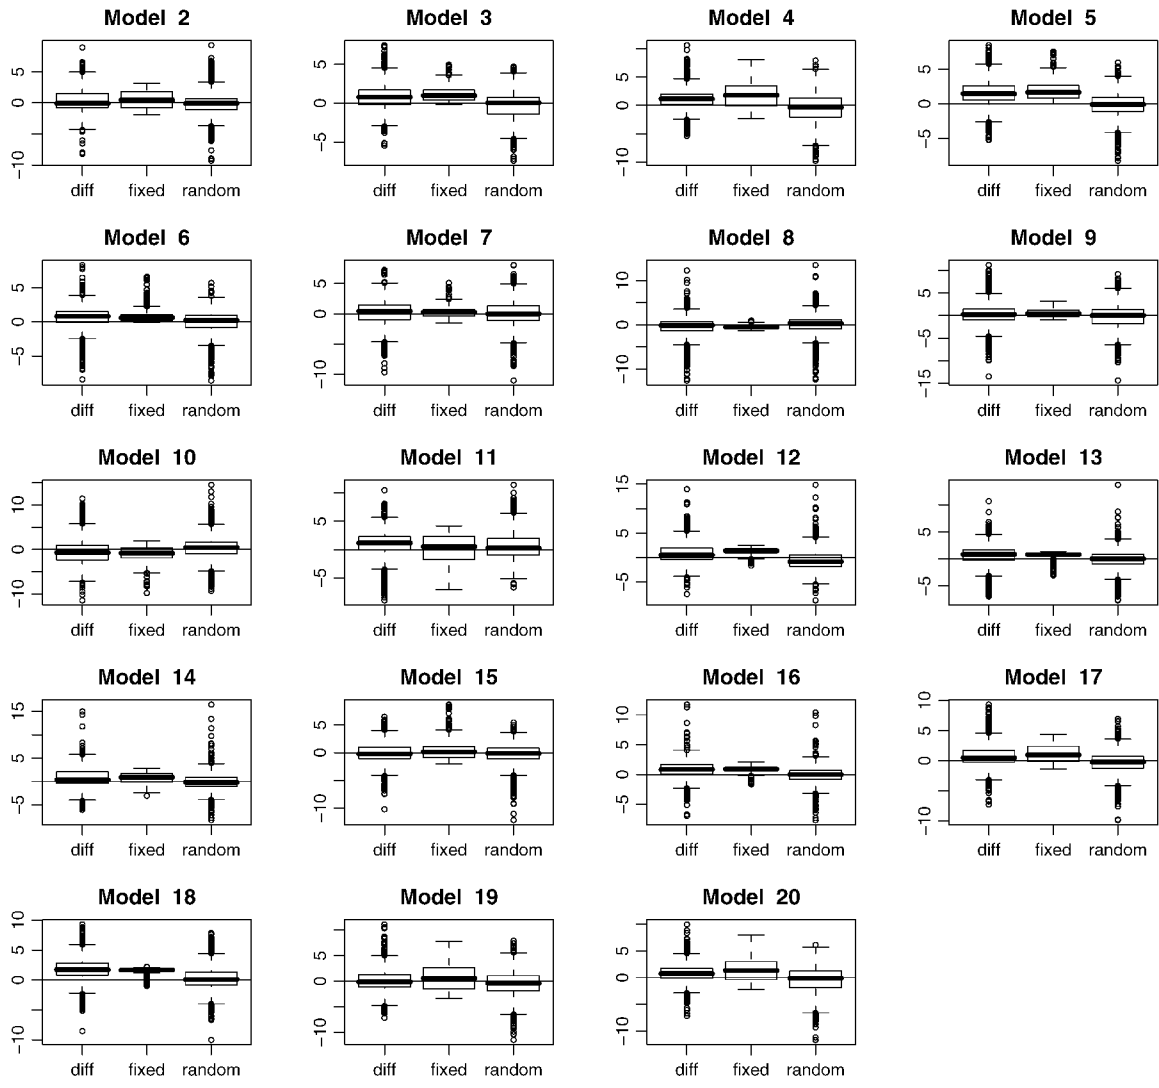 Model 2
5
0
−10
diff fixed random
Model 3
5
0
−5
diff fixed random
Model 4
5
0
−10
diff fixed random
Model 5
5
0
−5
diff fixed random
Model 6
5
0
−5
diff fixed random
Model 7
5
0
−10
diff fixed random
Model 8
10
5
0
−10
diff fixed random
Model 9
5
−5
−15
diff fixed random
Model 10
10
0
−10
diff fixed random
Model 11
5
−5
diff fixed random
Model 12
15
5
−5
diff fixed random
Model 13
5
−5
diff fixed random
Model 14
15
5
−5
diff fixed random
Model 15
5
0
−10
diff fixed random
Model 16
10
5
0
−5
diff fixed random
Model 17
10
5
0
−10
diff fixed random
Model 18
10
5
0
−10
diff fixed random
Model 19
10
5
0
−10
diff fixed random
Model 20
10
5
0
−10
diff fixed random